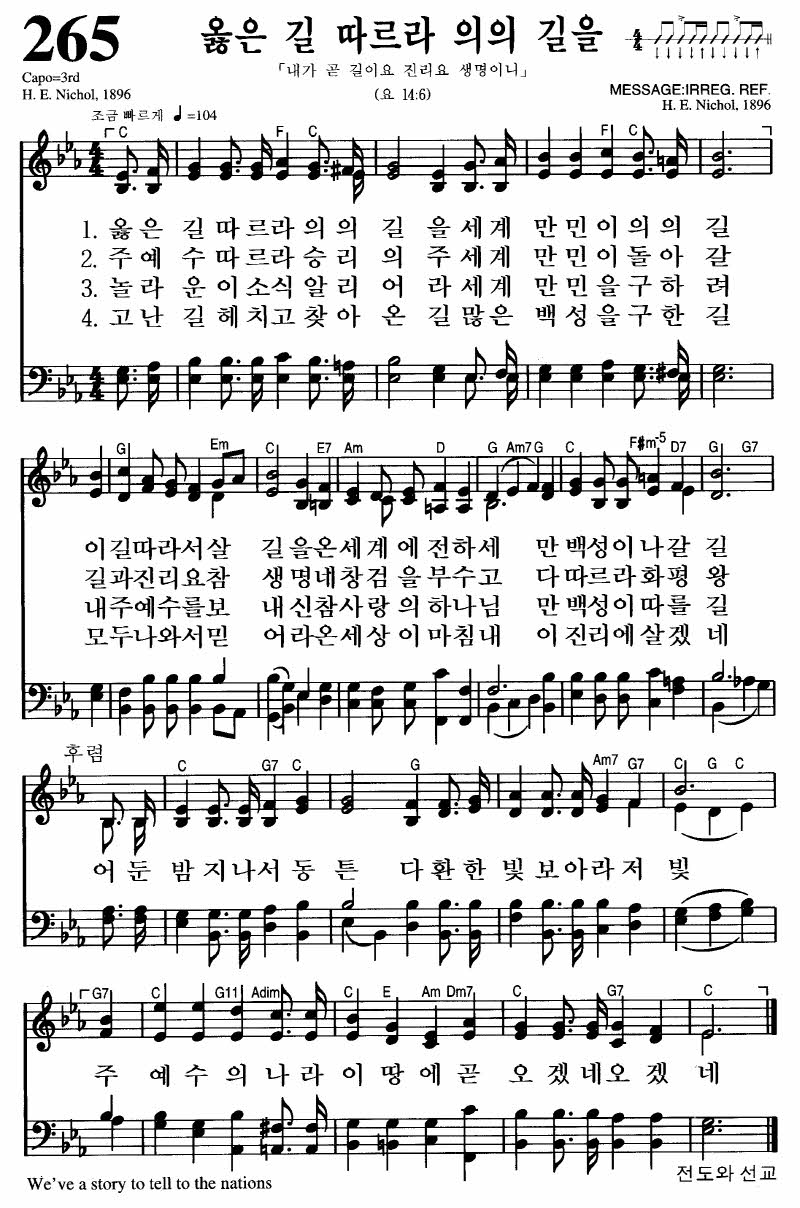 265 옳은 길 따르라 의의 길을
Capo=3rd
「내가 곧 길이요 진리요 생명이니」
H. E. Nichol, 1896
(요 14:6)
MESSAGE:IRREG. REF.
H. E. Nichol, 1896
조금 빠르게 ♩=104
C F C F C
1. 옳은 길 따르라의의 길 을세계 만민이의의 길
2. 주예 수따르라승리 의 주세계 만민이돌아 갈
3. 놀라 운이소식알리 어 라세계 만민을구하 려
4. 고난 길헤치고찾아 온 길많은 백성을구한 길
G Em C E7 Am D G Am7 G C F#m-5 D7 G G7
이길따라서살 길을온세계에전하세 만백성이나갈 길
길과진리요참 생명내창검을부수고 다따르라화평 왕
내주예수를보 내신참사랑의하나님 만백성이따를 길
모두나와서믿 어라온세상이마침내 이진리에살겠 네
후렴
C G7 C G Am7 G7 C G C
어둔 밤지나서동 튼 다환한빛보아라저 빛
G7 C G11 Adim C E Am Dm7 C G7 C
주 예수의나라이땅에곧 오겠네오겠 네
We've a story to tell to the nations
전도와 선교